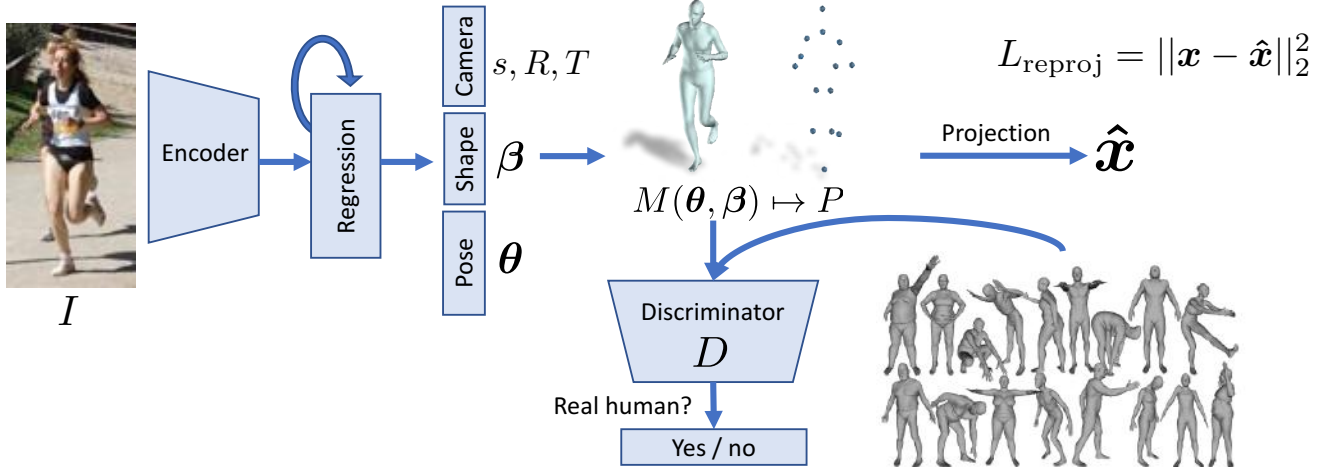 I
Encoder
Regression
Camera
s, R, T
Shape
β
Pose
θ
M(θ, β) ↦ P
L_reproj = ||x − x̂||₂²
Projection
x̂
Discriminator
D
Real human?
Yes / no